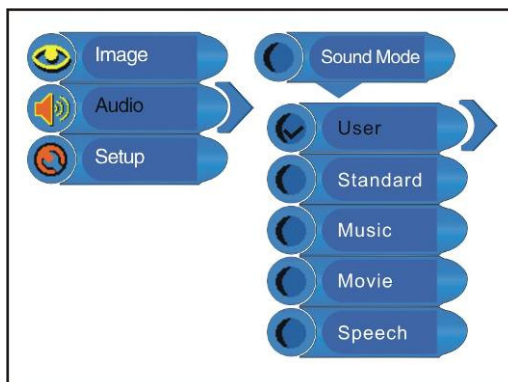 Image
Audio
Setup
Sound Mode
User
Standard
Music
Movie
Speech